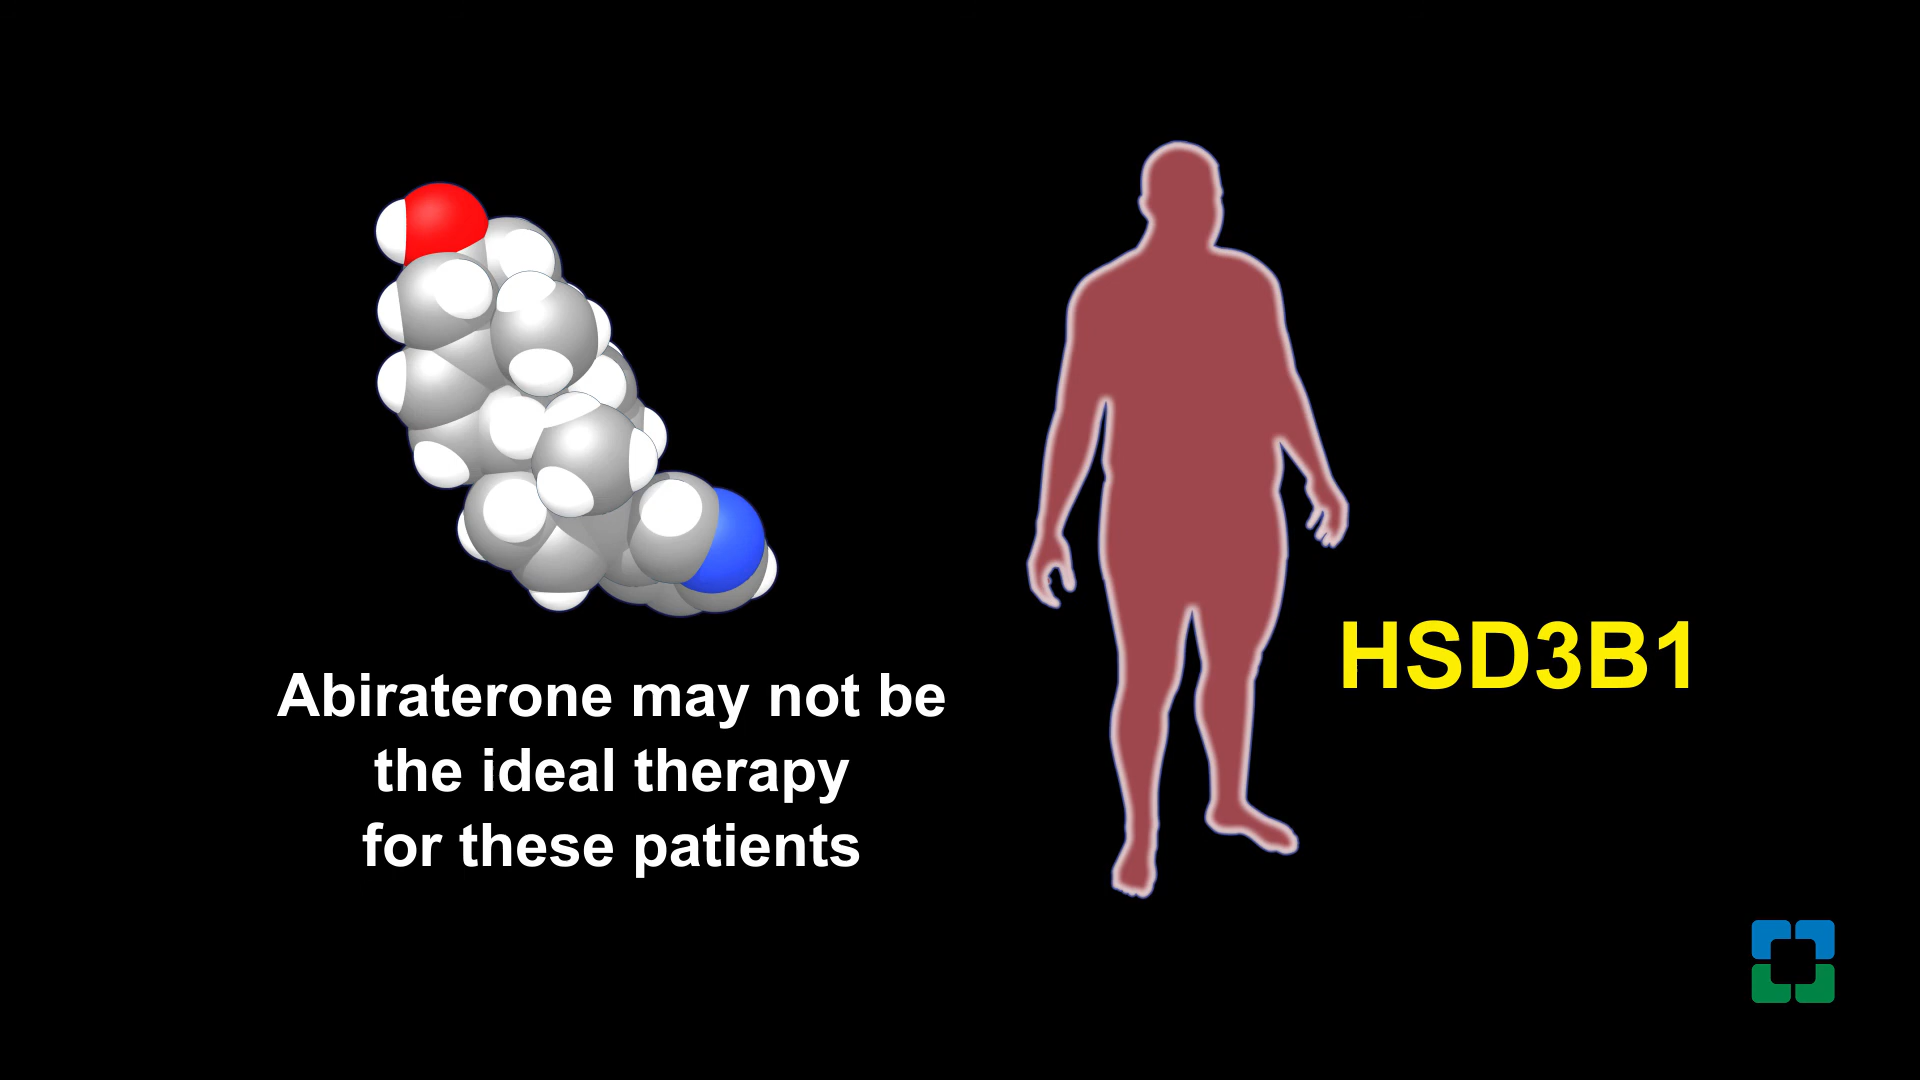 Abiraterone may not be
the ideal therapy
for these patients
HSD3B1